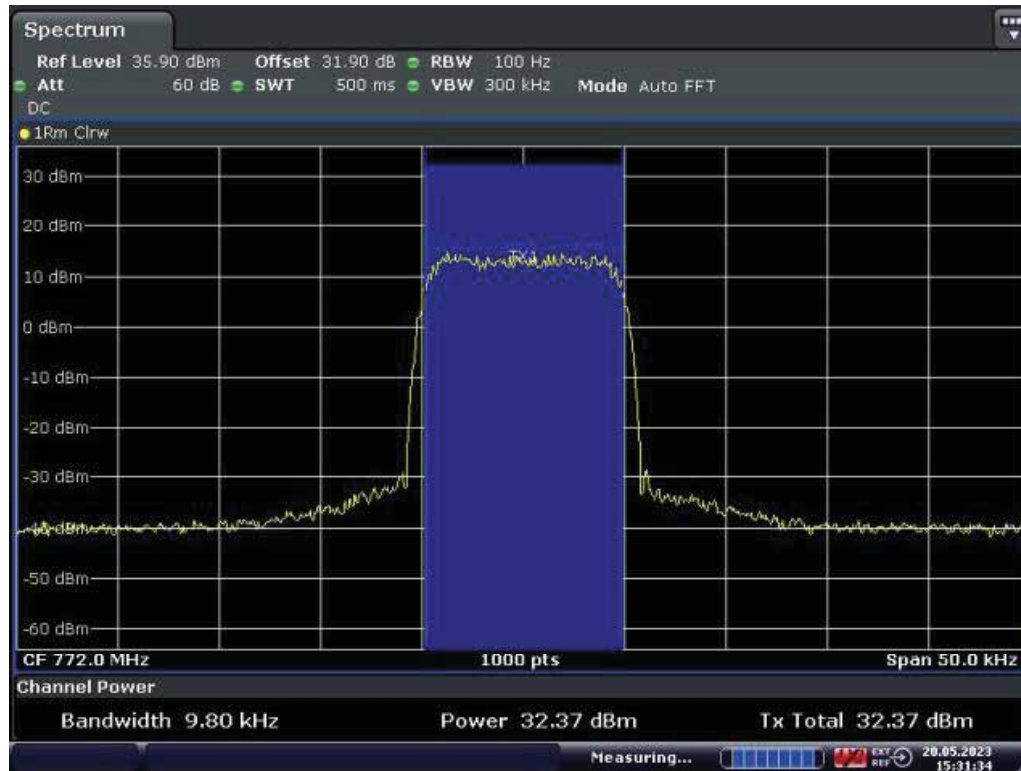 Spectrum
Ref Level 35.90 dBm Offset 31.90 dB RBW 100 Hz
Att 60 dB SWT 500 ms VBW 300 kHz Mode Auto FFT
DC
1Rm Clrw
30 dBm
20 dBm
10 dBm
0 dBm
-10 dBm
-20 dBm
-30 dBm
-40 dBm
-50 dBm
-60 dBm
CF 772.0 MHz 1000 pts Span 50.0 kHz
Channel Power
Bandwidth 9.80 kHz Power 32.37 dBm Tx Total 32.37 dBm
Measuring... EXT REF 20.05.2023
15:31:34